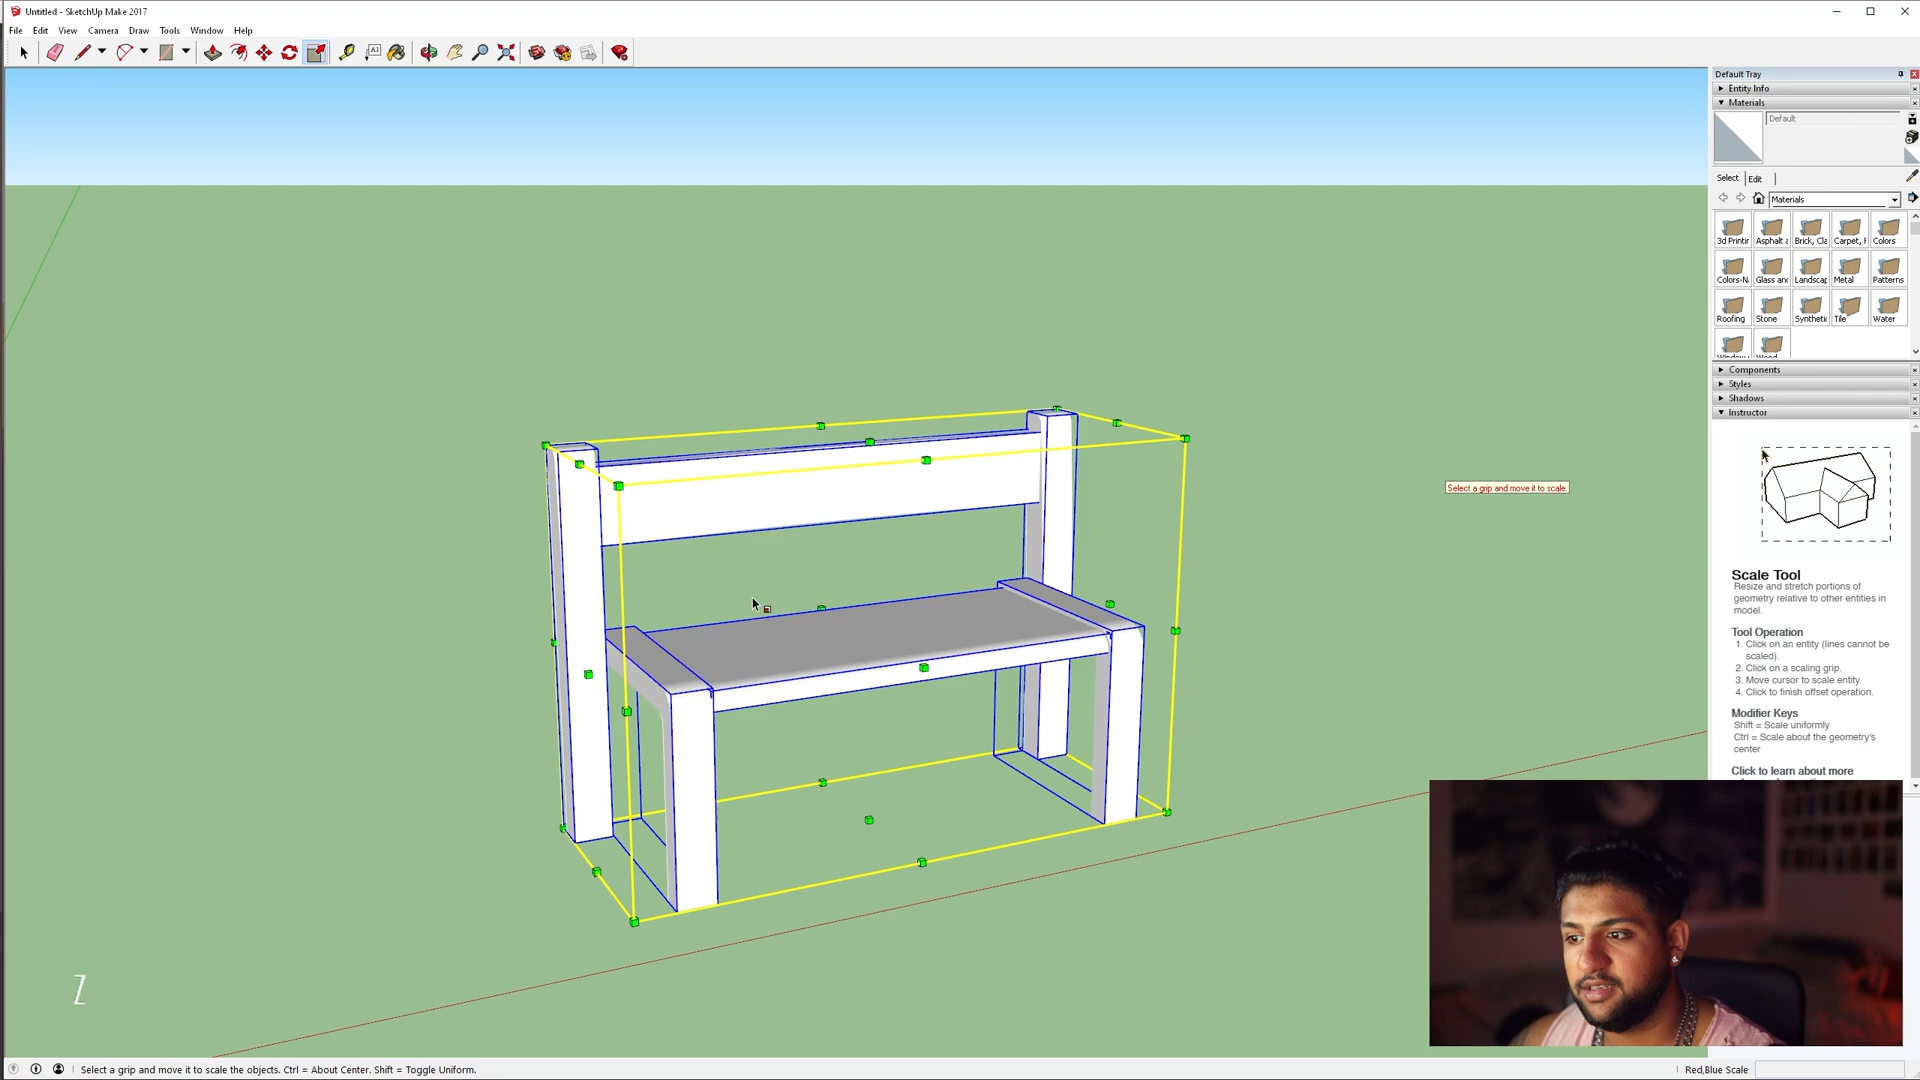 Untitled - SketchUp Make 2017
File Edit View Camera Draw Tools Window Help
A1
Default Tray
Entity Info
Materials
Default
Select Edit
Materials
3d Printin Asphalt a Brick, Cla Carpet, F Colors
Colors-N Glass and Landscap Metal Patterns
Roofing Stone Synthetic Tile Water
Components
Styles
Shadows
Instructor
Select a grip and move it to scale.
Scale Tool
Resize and stretch portions of
geometry relative to other entities in
model.
Tool Operation
1. Click on an entity (lines cannot be
scaled).
2. Click on a scaling grip.
3. Move cursor to scale entity.
4. Click to finish offset operation.
Modifier Keys
Shift = Scale uniformly
Ctrl = Scale about the geometry's
center
Click to learn about more
Z
Select a grip and move it to scale the objects. Ctrl = About Center. Shift = Toggle Uniform.
Red,Blue Scale